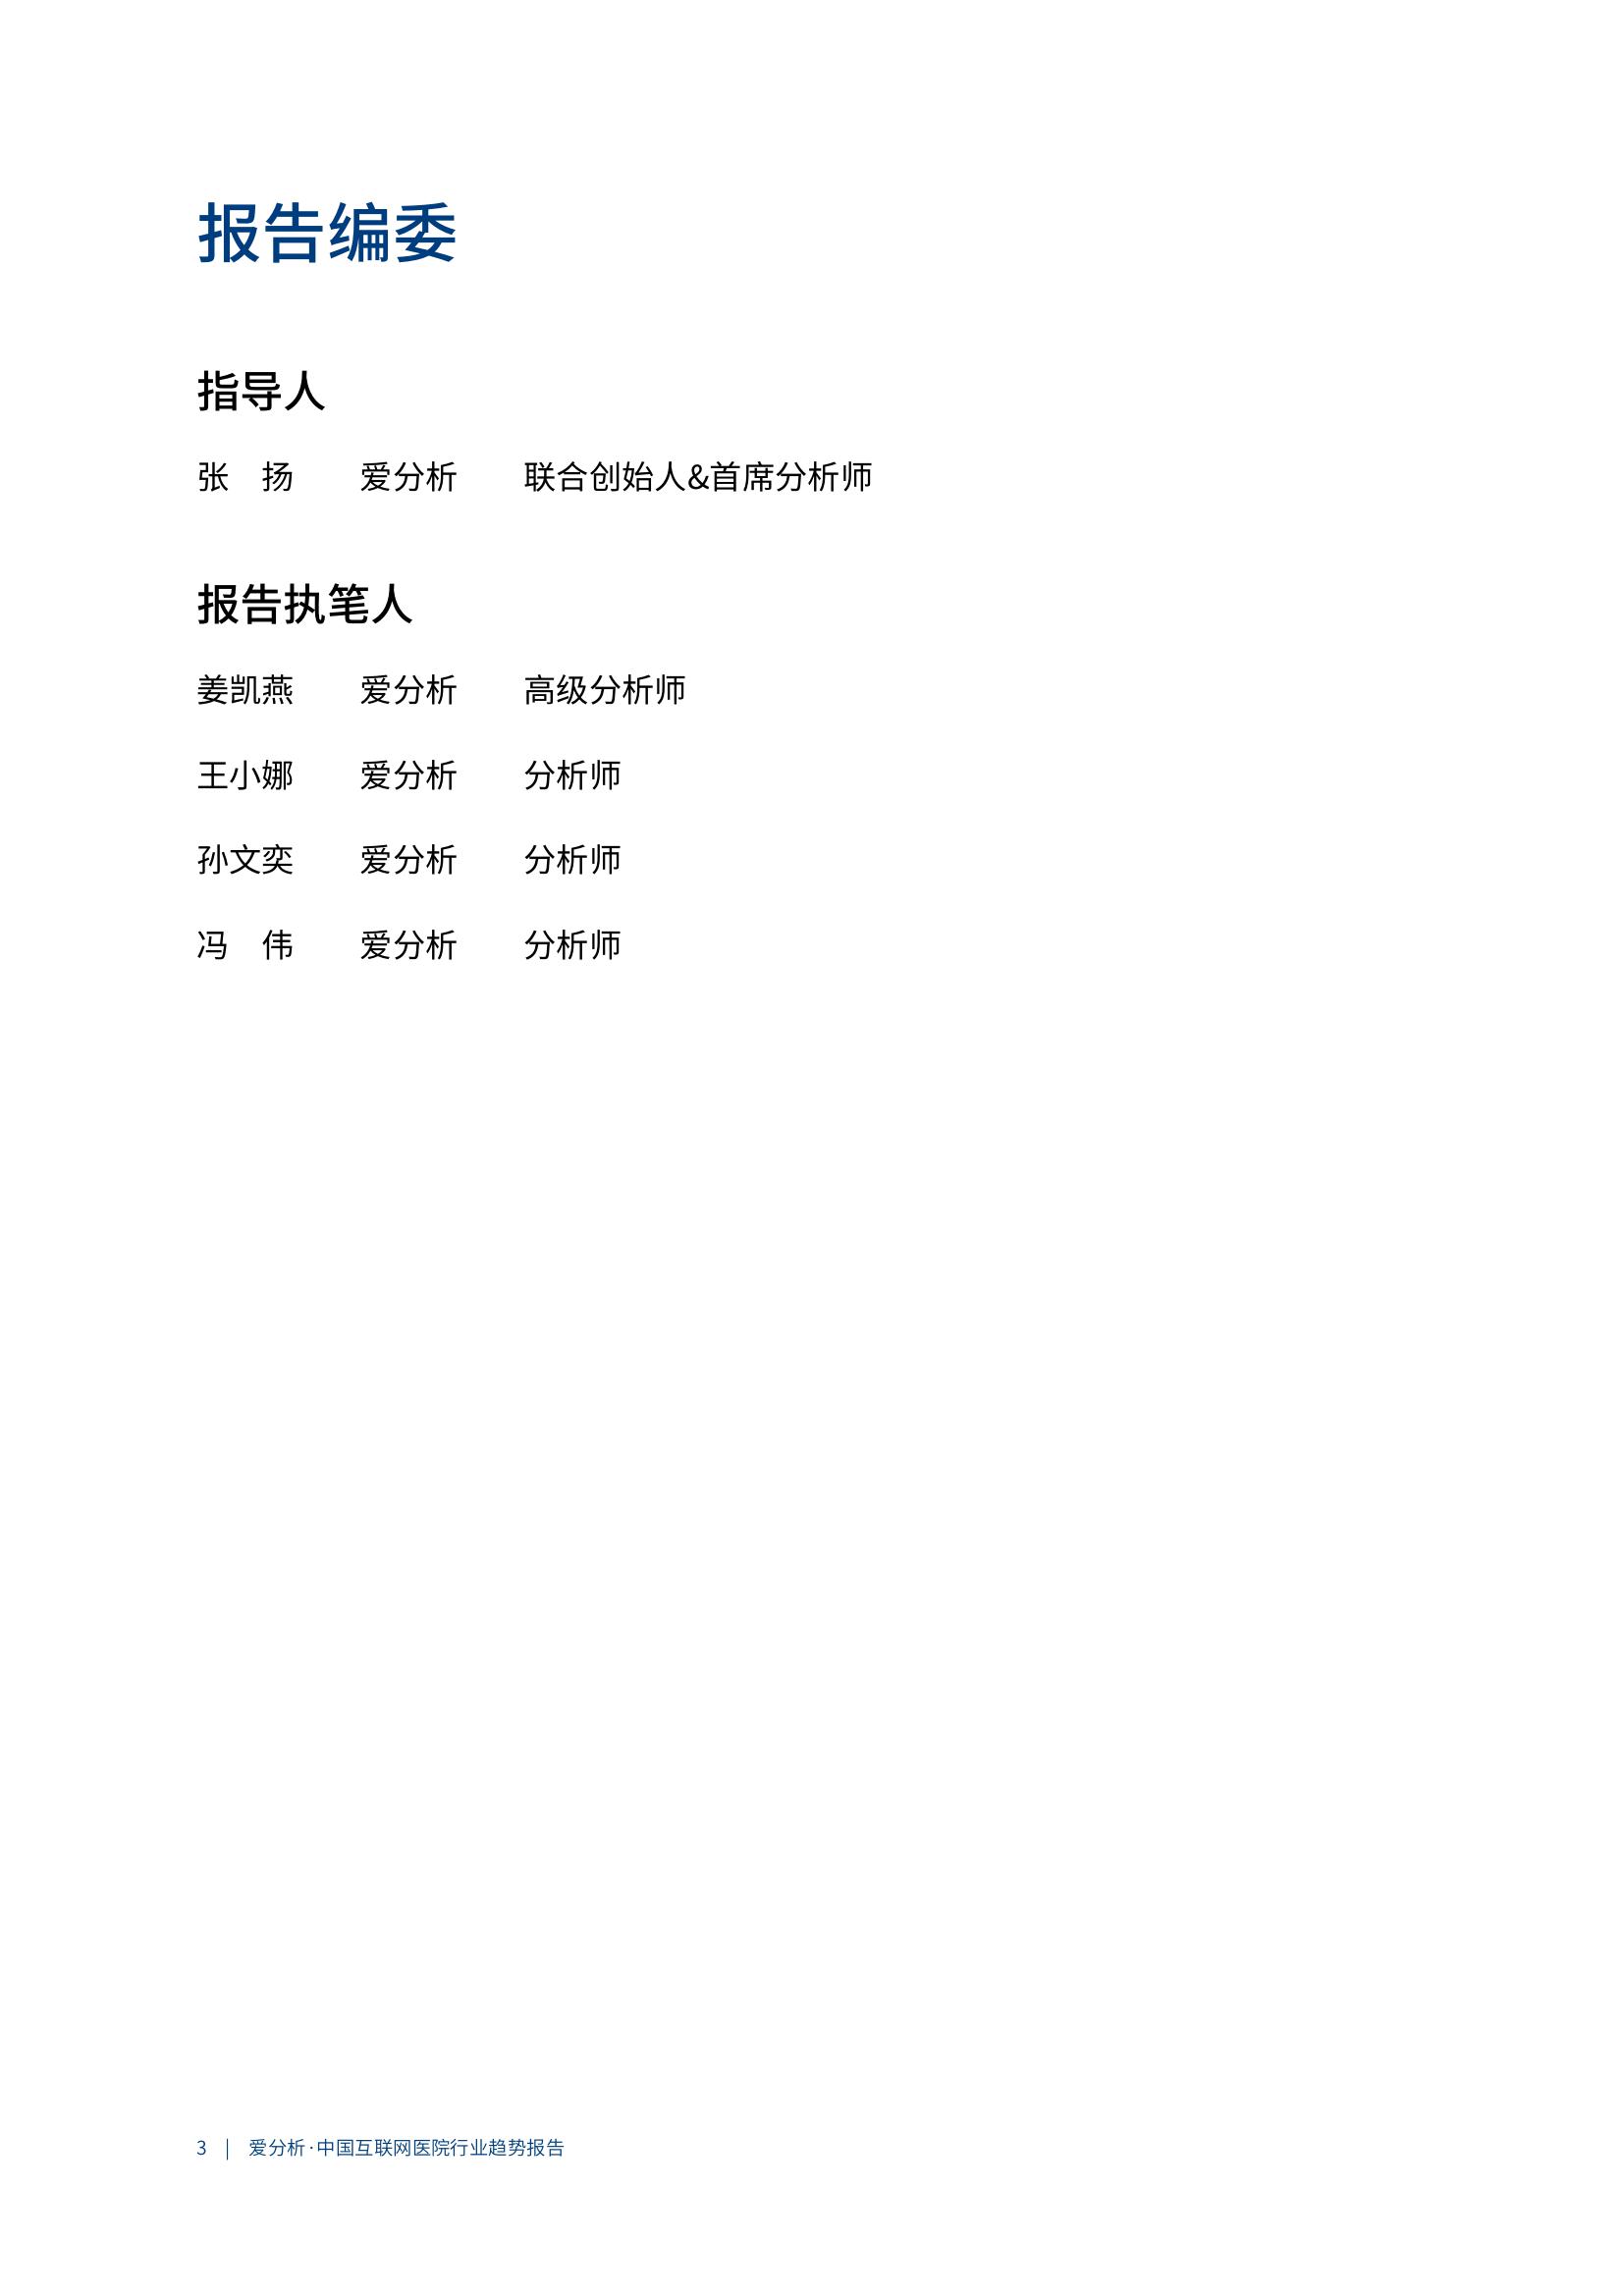 报告编委
指导人
张　扬　　爱分析　　联合创始人&首席分析师
报告执笔人
姜凯燕　　爱分析　　高级分析师
王小娜　　爱分析　　分析师
孙文奕　　爱分析　　分析师
冯　伟　　爱分析　　分析师
3 | 爱分析·中国互联网医院行业趋势报告